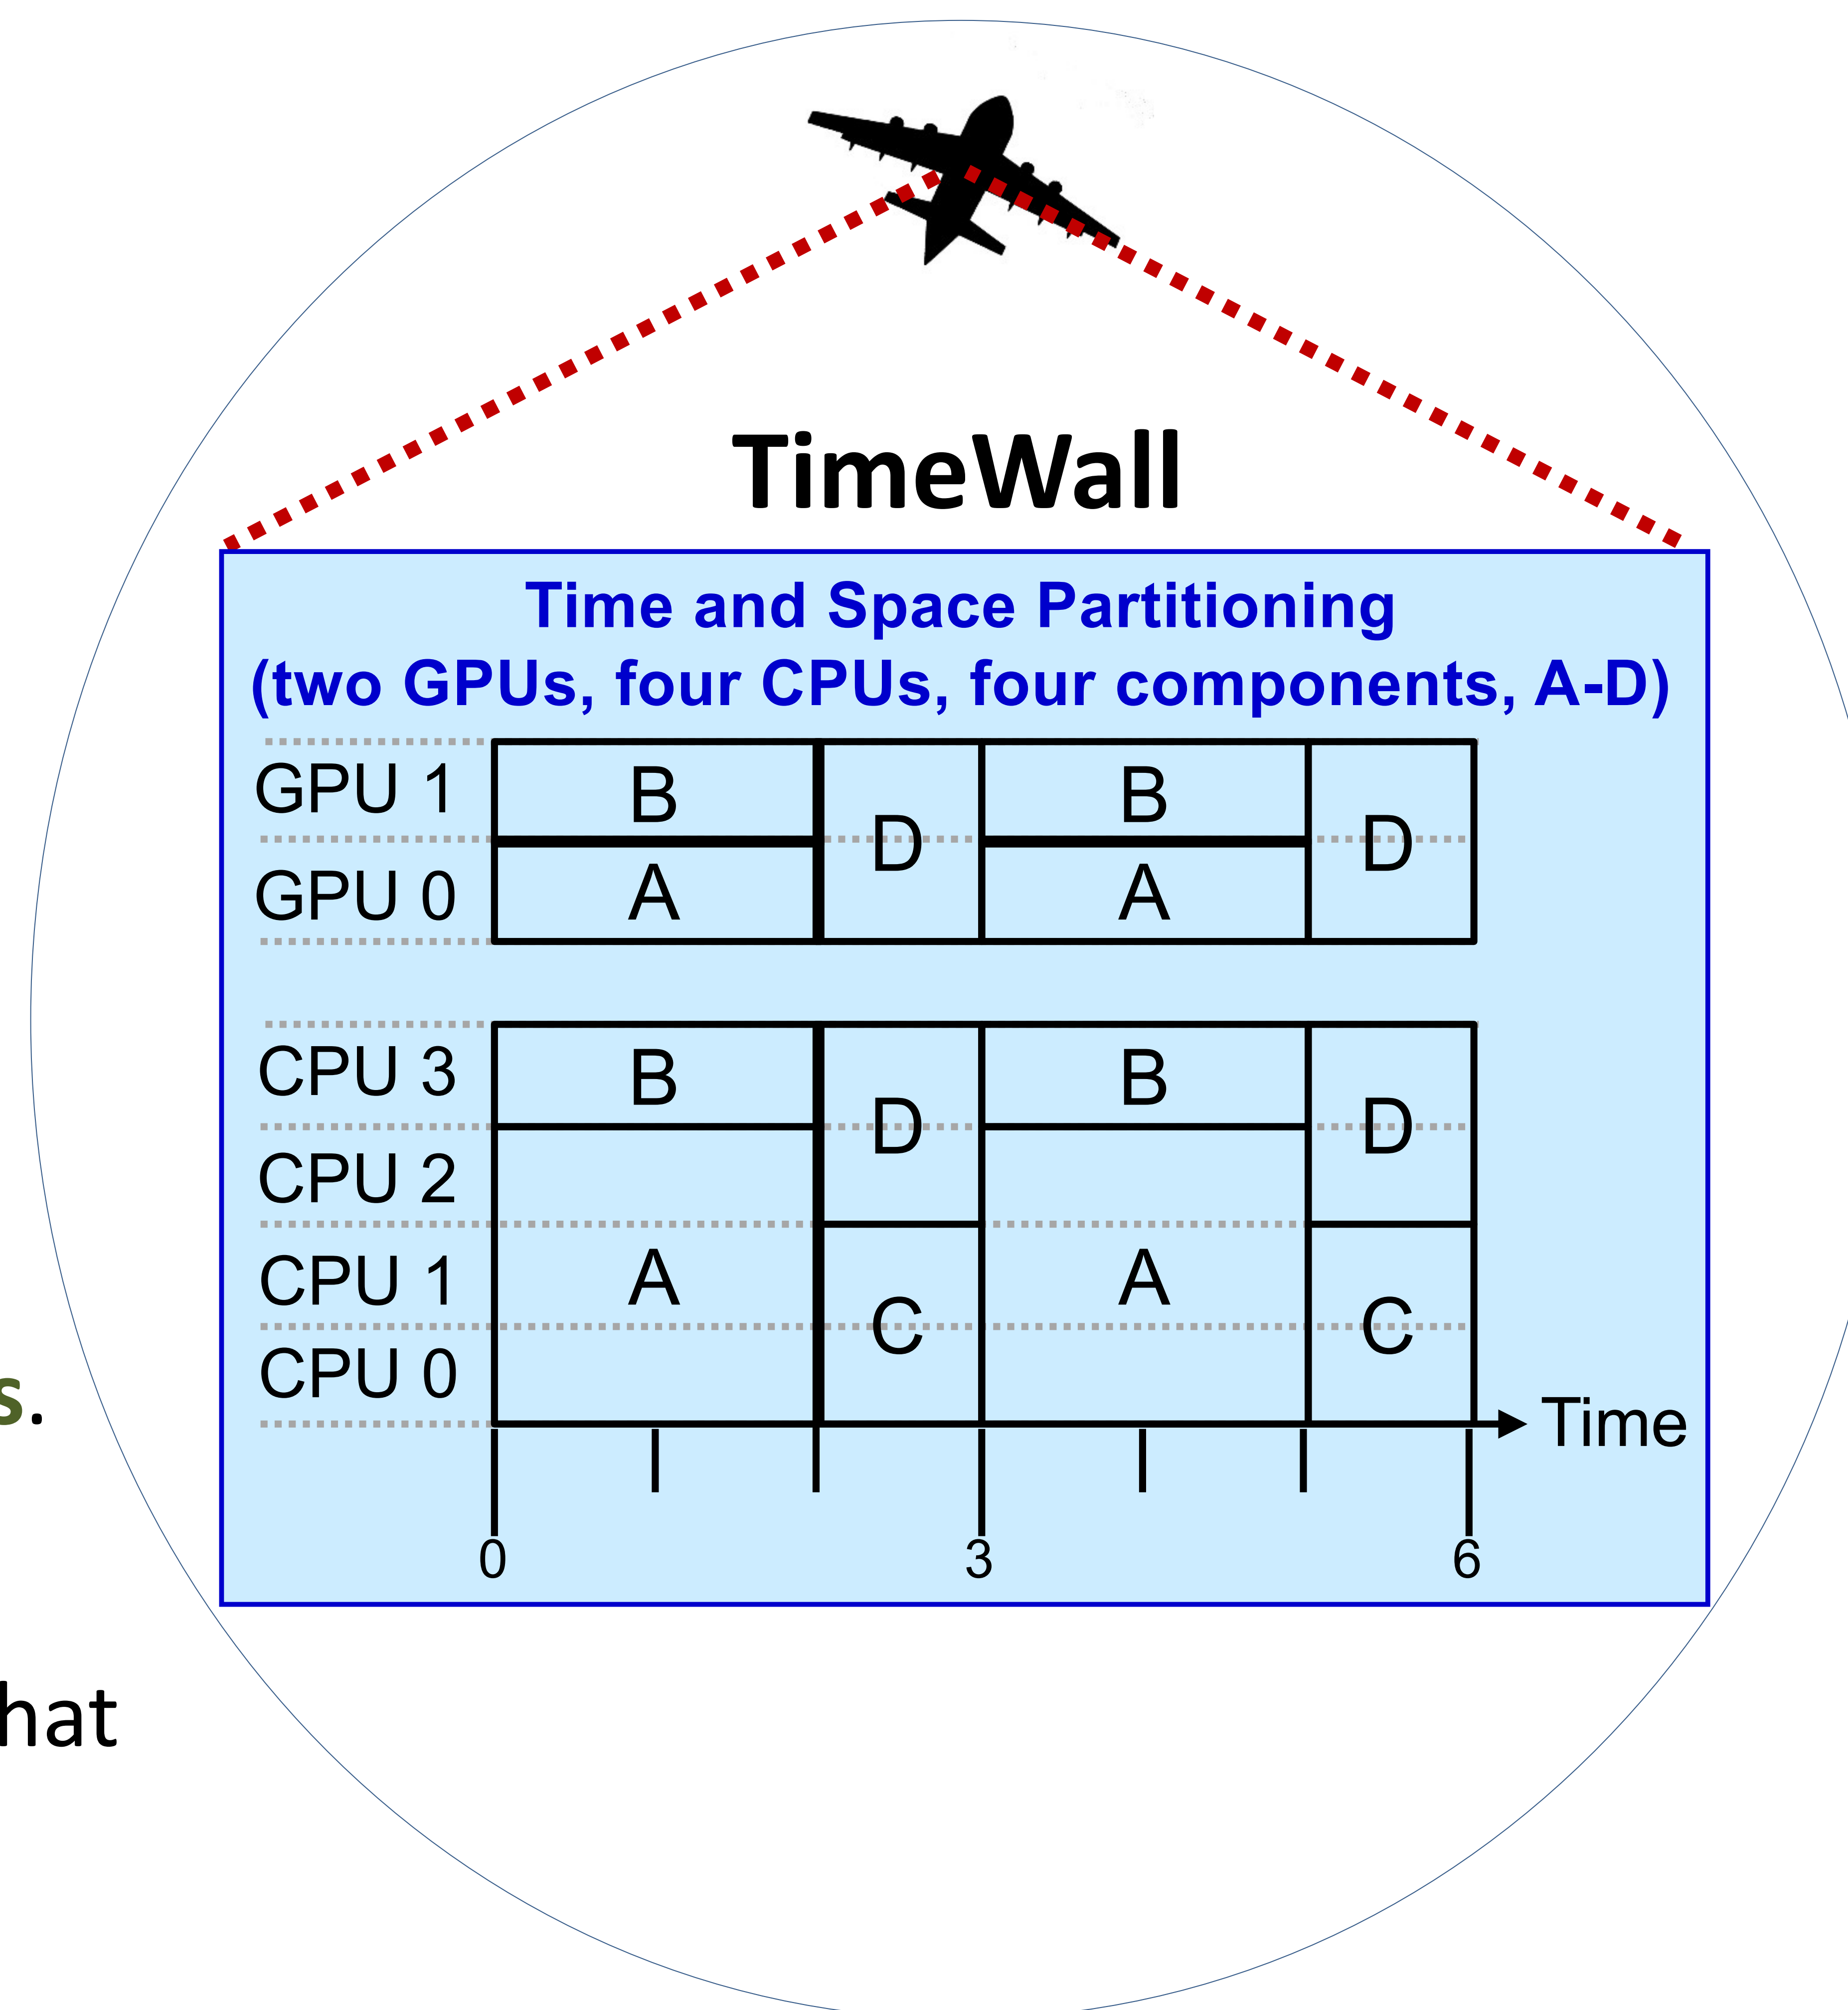 TimeWall
Time and Space Partitioning
(two GPUs, four CPUs, four components, A-D)
GPU 1 B D B D
GPU 0 A A
CPU 3 B D B D
CPU 2
CPU 1 A C A C
CPU 0
s.
Time
0 3 6
hat